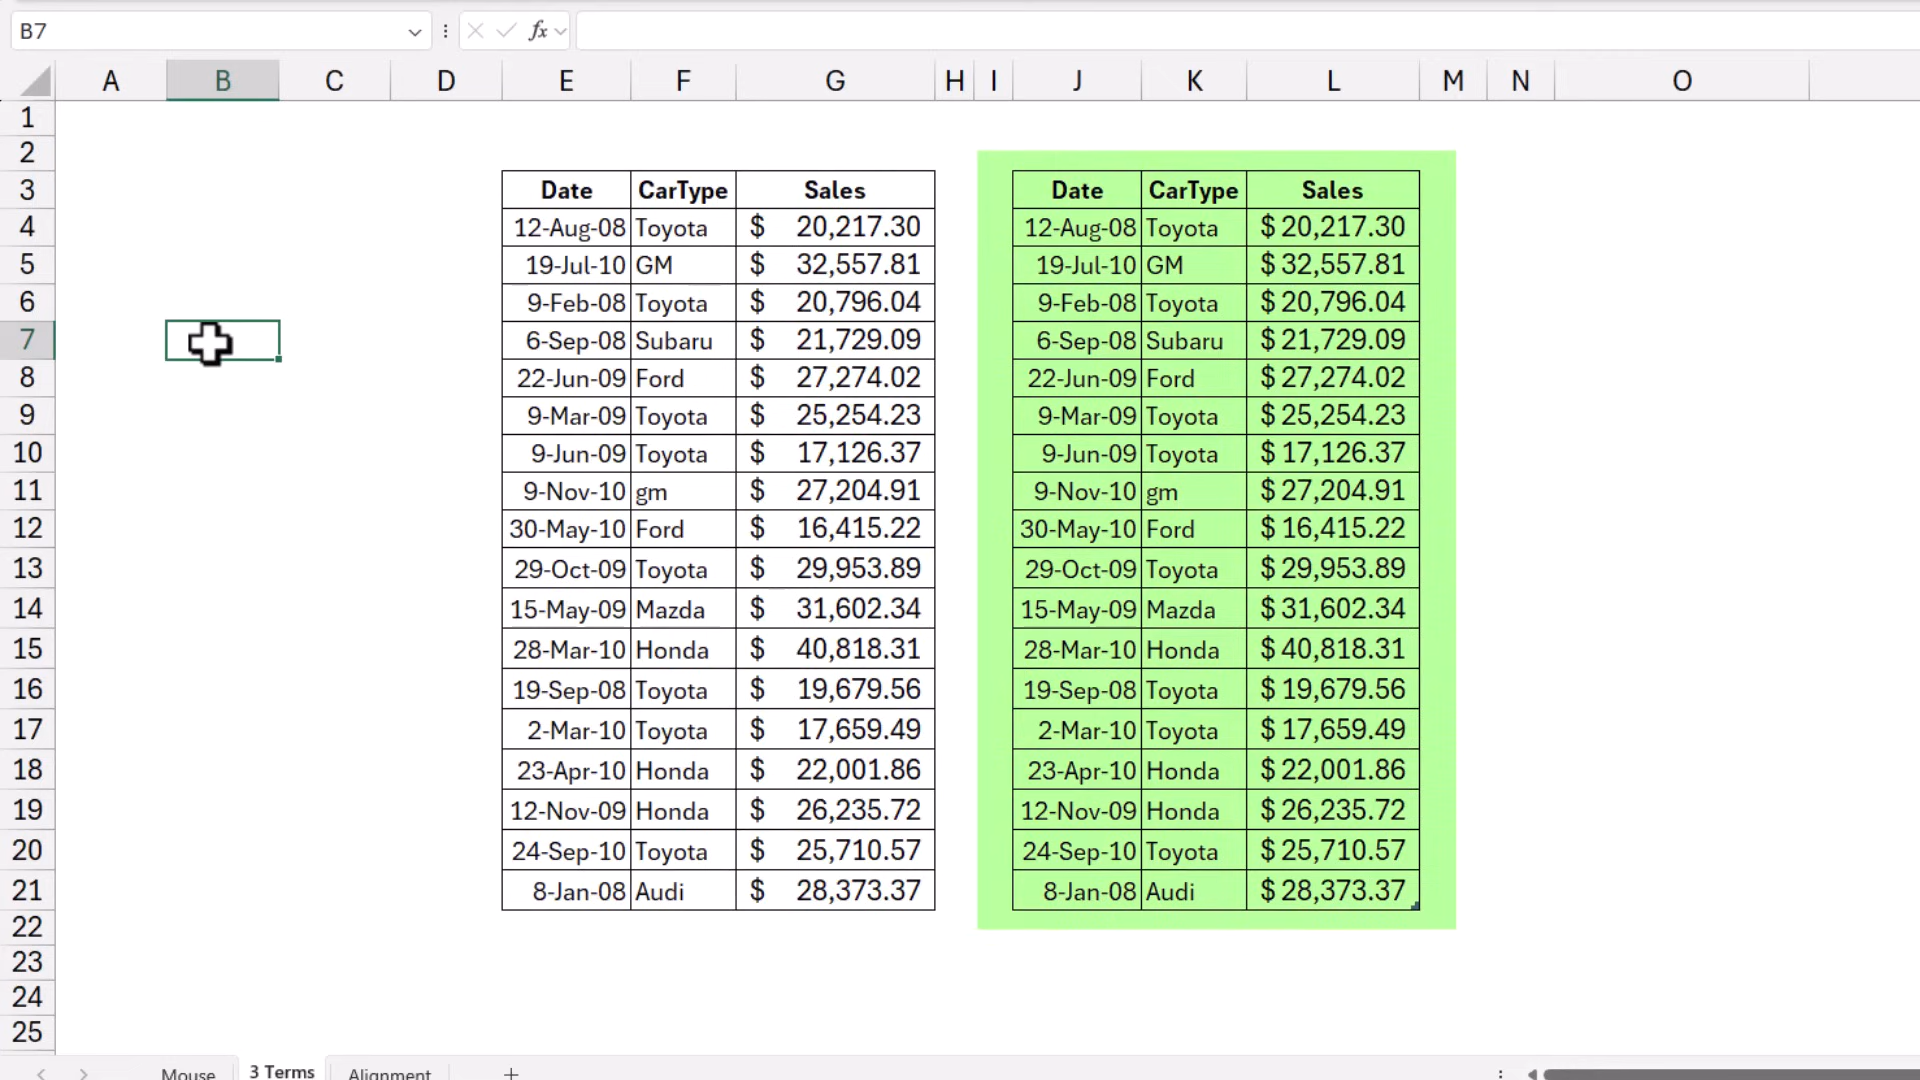 B7 fx
A B C D E F G H I J K L M N O
1
2
3 Date CarType Sales Date CarType Sales
4 12-Aug-08 Toyota $ 20,217.30 12-Aug-08 Toyota $ 20,217.30
5 19-Jul-10 GM $ 32,557.81 19-Jul-10 GM $ 32,557.81
6 9-Feb-08 Toyota $ 20,796.04 9-Feb-08 Toyota $ 20,796.04
7 6-Sep-08 Subaru $ 21,729.09 6-Sep-08 Subaru $ 21,729.09
8 22-Jun-09 Ford $ 27,274.02 22-Jun-09 Ford $ 27,274.02
9 9-Mar-09 Toyota $ 25,254.23 9-Mar-09 Toyota $ 25,254.23
10 9-Jun-09 Toyota $ 17,126.37 9-Jun-09 Toyota $ 17,126.37
11 9-Nov-10 gm $ 27,204.91 9-Nov-10 gm $ 27,204.91
12 30-May-10 Ford $ 16,415.22 30-May-10 Ford $ 16,415.22
13 29-Oct-09 Toyota $ 29,953.89 29-Oct-09 Toyota $ 29,953.89
14 15-May-09 Mazda $ 31,602.34 15-May-09 Mazda $ 31,602.34
15 28-Mar-10 Honda $ 40,818.31 28-Mar-10 Honda $ 40,818.31
16 19-Sep-08 Toyota $ 19,679.56 19-Sep-08 Toyota $ 19,679.56
17 2-Mar-10 Toyota $ 17,659.49 2-Mar-10 Toyota $ 17,659.49
18 23-Apr-10 Honda $ 22,001.86 23-Apr-10 Honda $ 22,001.86
19 12-Nov-09 Honda $ 26,235.72 12-Nov-09 Honda $ 26,235.72
20 24-Sep-10 Toyota $ 25,710.57 24-Sep-10 Toyota $ 25,710.57
21 8-Jan-08 Audi $ 28,373.37 8-Jan-08 Audi $ 28,373.37
22
23
24
25
Mouse 3 Terms Alignment +